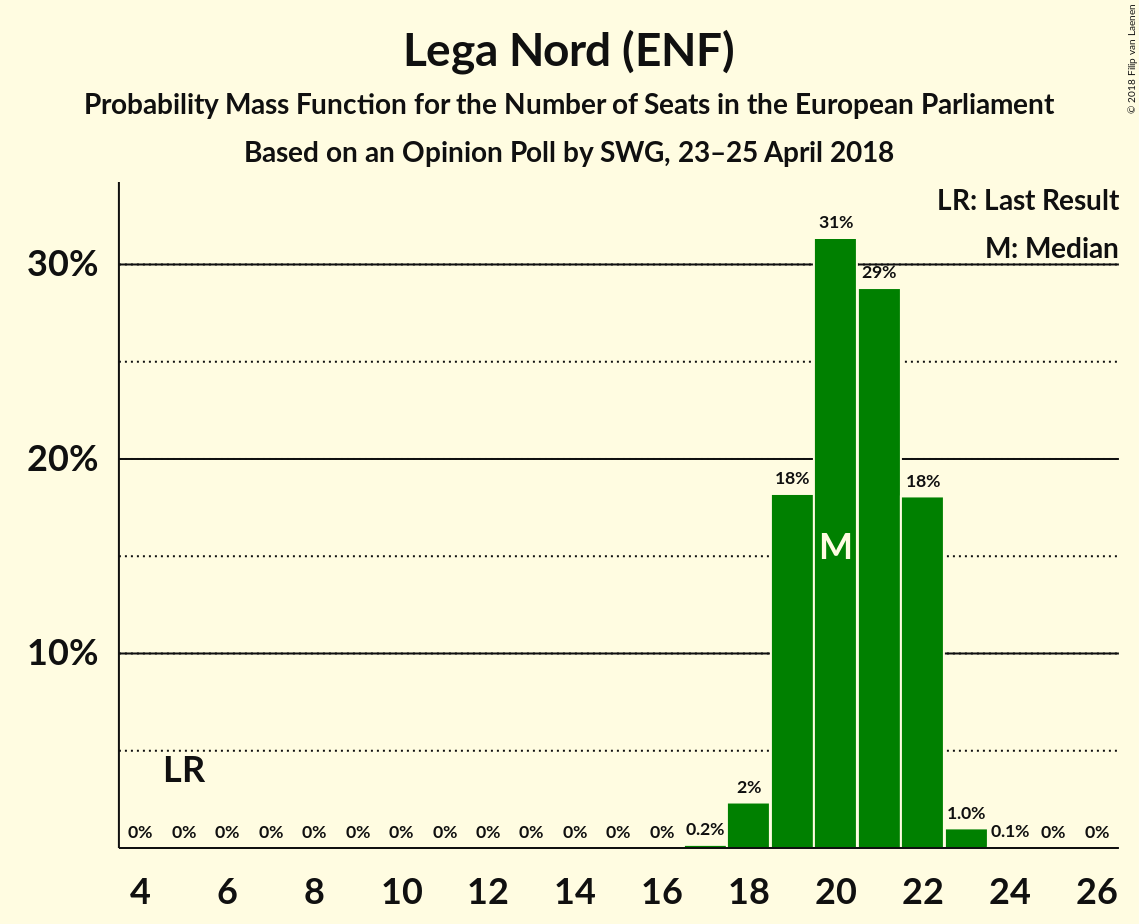 Lega Nord (ENF)
Probability Mass Function for the Number of Seats in the European Parliament
Based on an Opinion Poll by SWG, 23–25 April 2018
© 2018 Filip van Laenen
LR: Last Result
M: Median
31%
30%
29%
20%
18%
18%
M
10%
LR
2%
0%
0%
0%
0%
0%
0%
0%
0%
0%
0%
0%
0%
0%
0.2%
1.0%
0.1%
0%
0%
4 6 8 10 12 14 16 18 20 22 24 26